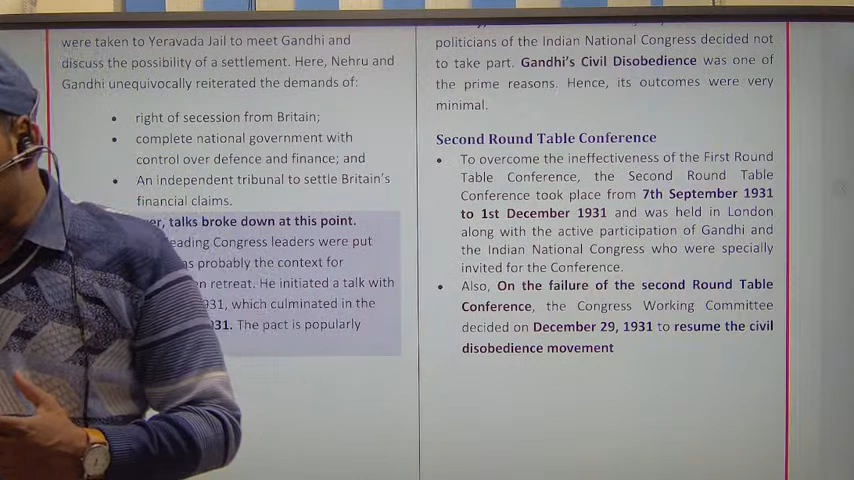 were taken to Yeravada Jail to meet Gandhi and
discuss the possibility of a settlement. Here, Nehru and
Gandhi unequivocally reiterated the demands of:
• right of secession from Britain;
• complete national government with
control over defence and finance; and
• An independent tribunal to settle Britain's
financial claims.
talks broke down at this point.
eading Congress leaders were put
s probably the context for
n retreat. He initiated a talk with
931, which culminated in the
931. The pact is popularly
politicians of the Indian National Congress decided not
to take part. Gandhi's Civil Disobedience was one of
the prime reasons. Hence, its outcomes were very
minimal.
Second Round Table Conference
• To overcome the ineffectiveness of the First Round
Table Conference, the Second Round Table
Conference took place from 7th September 1931
to 1st December 1931 and was held in London
along with the active participation of Gandhi and
the Indian National Congress who were specially
invited for the Conference.
• Also, On the failure of the second Round Table
Conference, the Congress Working Committee
decided on December 29, 1931 to resume the civil
disobedience movement